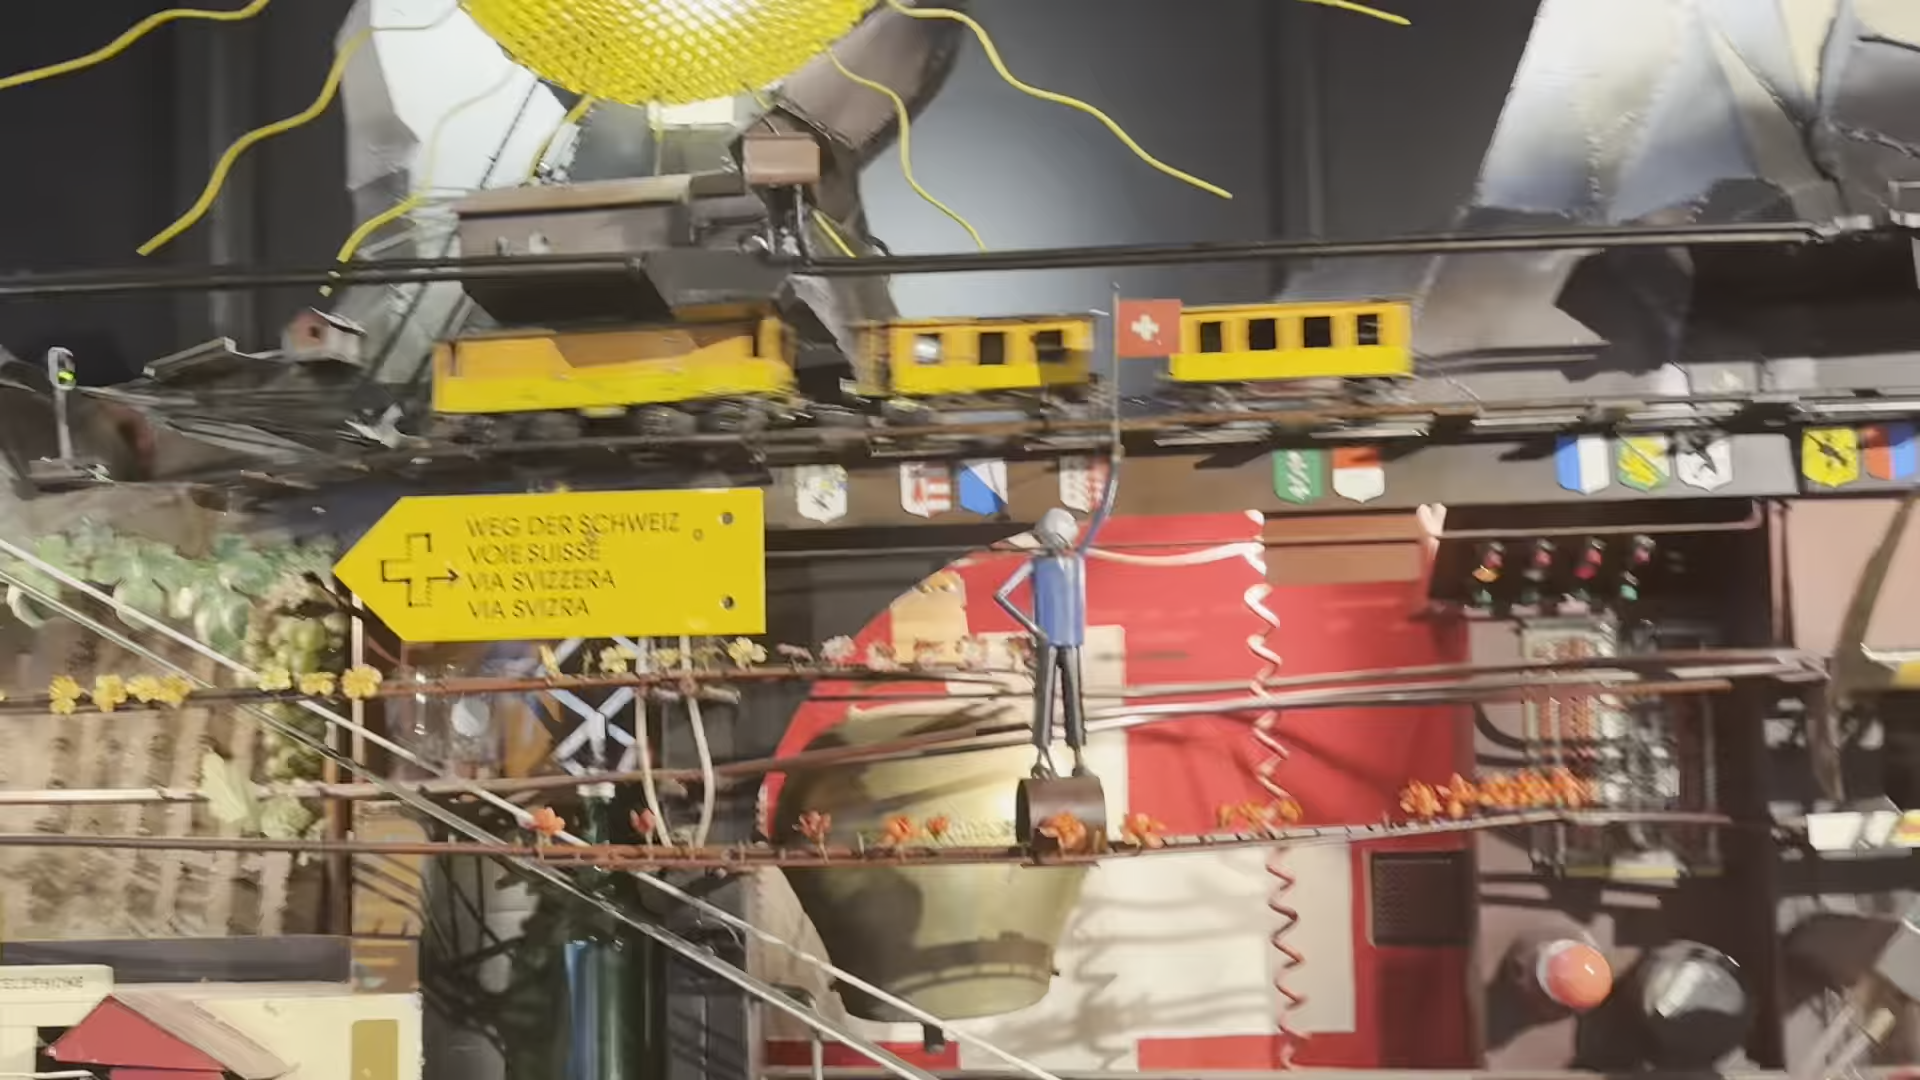 WEG DER SCHWEIZ
VOIE SUISSE
VIA SVIZZERA
VIA SVIZRA